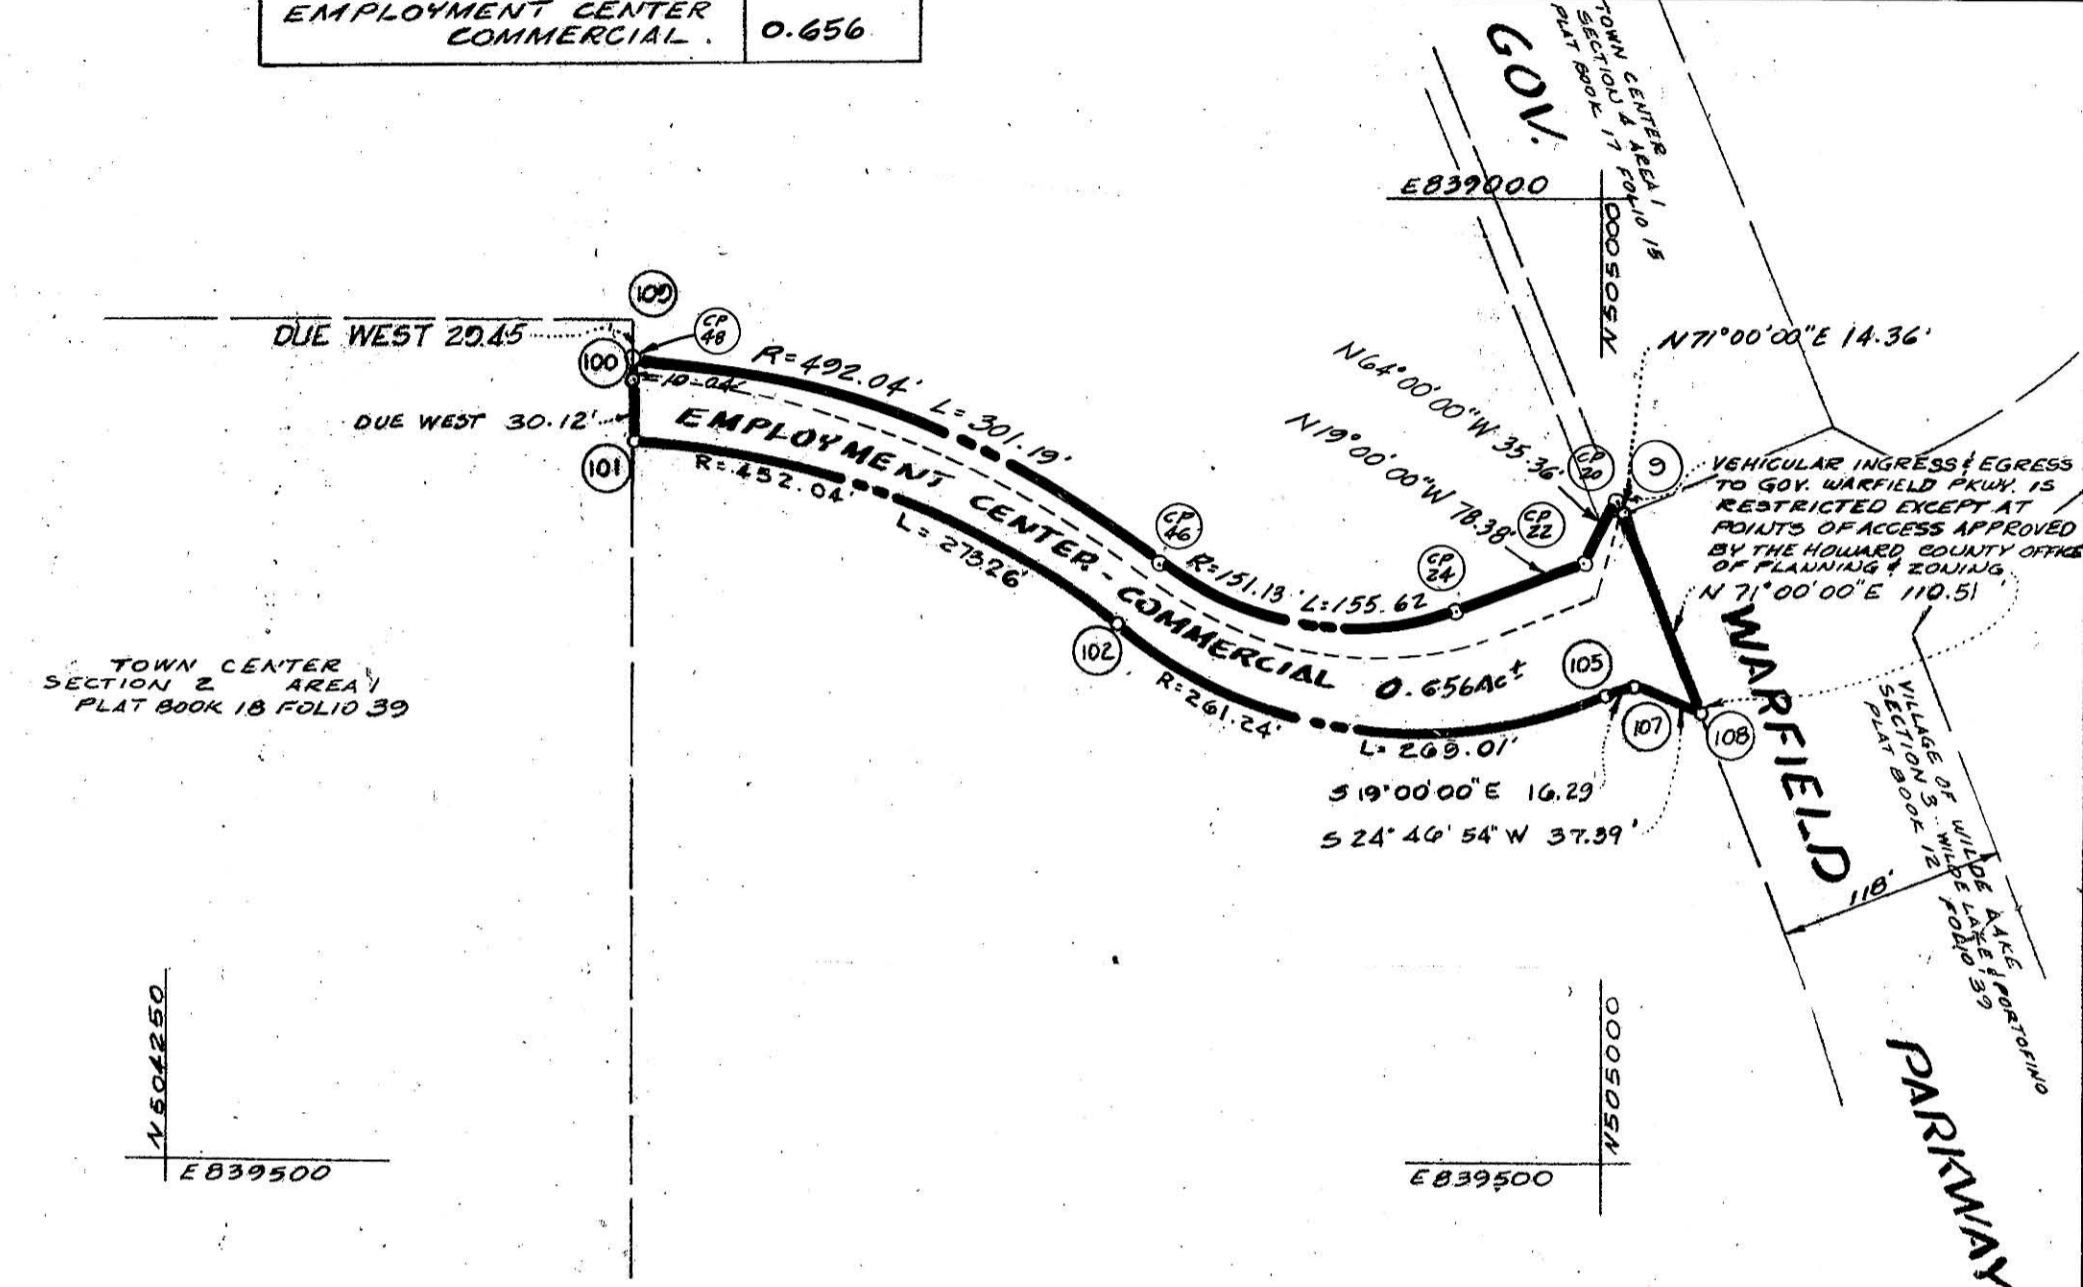 EMPLOYMENT CENTER
COMMERCIAL.
0.656
GOV.
TOWN CENTER
SECTION 4 AREA 1
PLAT BOOK 17 FOLIO 15
E839000
N505000
109
CP 48
DUE WEST 20.45
100
DUE WEST 30.12'
101
R=492.04' L=301.19'
R=452.04'
L=273.26'
EMPLOYMENT CENTER - COMMERCIAL 0.656Ac±
CP 46
R=151.13' L=155.62
CP 24
CP 22
CP 20
9
N71°00'00"E 14.36'
N64°00'00"W 35.36'
N19°00'00"W 78.38'
VEHICULAR INGRESS & EGRESS
TO GOV. WARFIELD PKWY. IS
RESTRICTED EXCEPT AT
POINTS OF ACCESS APPROVED
BY THE HOWARD COUNTY OFFICE
OF PLANNING & ZONING
N 71°00'00"E 110.51
102
R=261.24'
L=269.01'
105
107
108
S 19°00'00"E 16.29
S 24°46'54"W 37.39'
TOWN CENTER
SECTION 2 AREA 1
PLAT BOOK 18 FOLIO 39
WARFIELD
118'
VILLAGE OF WILDE LAKE
SECTION 3 WILDE LAKE & PORTOFINO
PLAT BOOK 12 FOLIO 39
N504250
E839500
N505000
E839500
PARKWAY